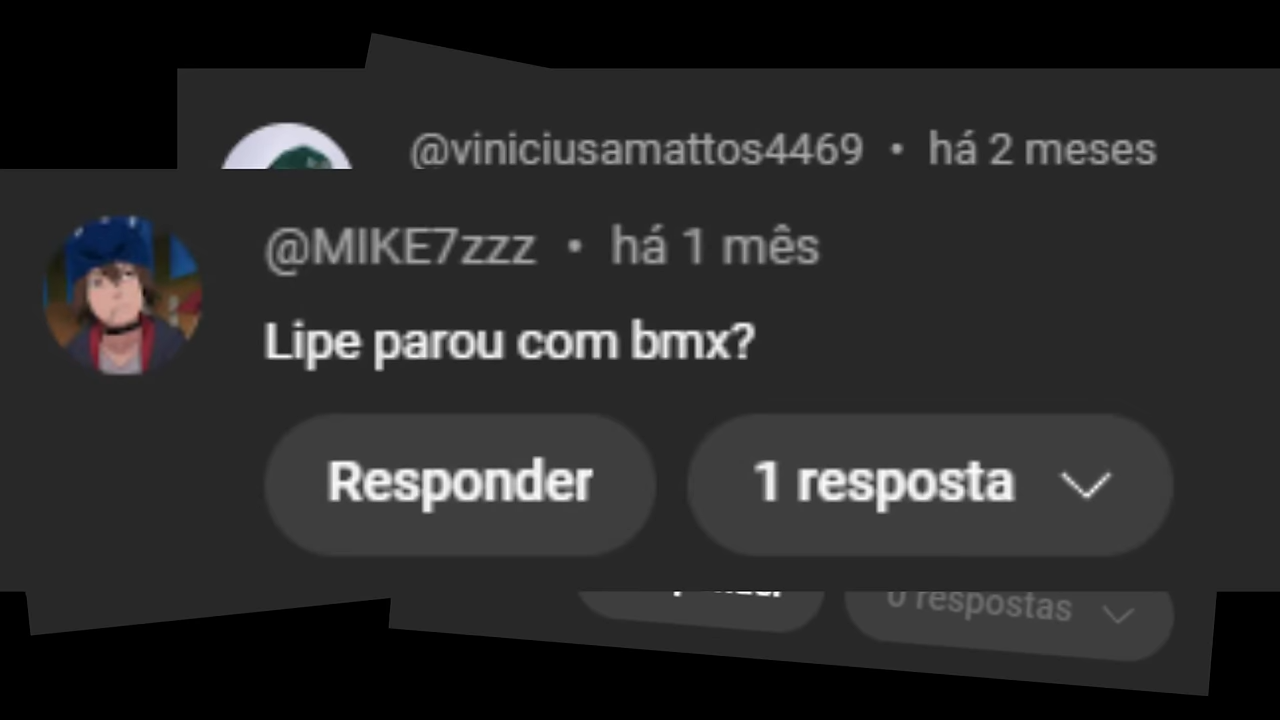 @viniciusamattos4469 • há 2 meses
@MIKE7zzz • há 1 mês
Lipe parou com bmx?
Responder
1 resposta
0 respostas